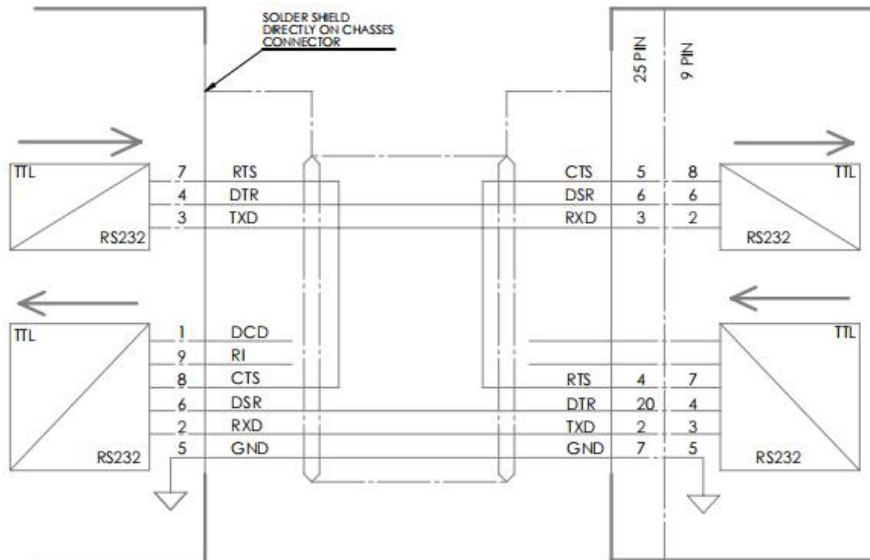 SOLDER SHIELD
DIRECTLY ON CHASSES
CONNECTOR
25 PIN
9 PIN
TTL
RS232
7 RTS
4 DTR
3 TXD
CTS 5 8
DSR 6 6
RXD 3 2
TTL
RS232
TTL
RS232
1 DCD
9 RI
8 CTS
6 DSR
2 RXD
5 GND
RTS 4 7
DTR 20 4
TXD 2 3
GND 7 5
TTL
RS232